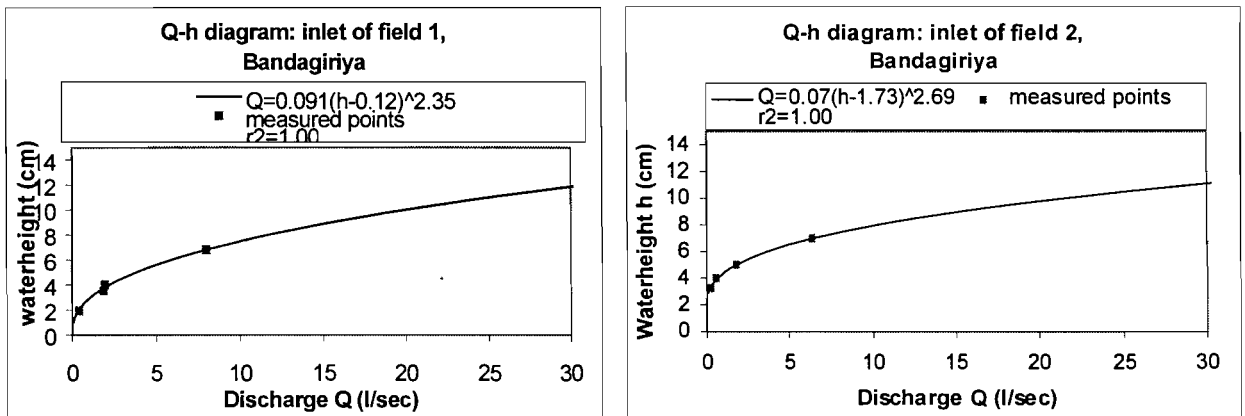 Q-h diagram: inlet of field 1,
Bandagiriya
Q=0.091(h-0.12)^2.35
measured points
r2=1.00
waterheight (cm)
14
12
10
8
6
4
2
0
0 5 10 15 20 25 30
Discharge Q (l/sec)
Q-h diagram: inlet of field 2,
Bandagiriya
Q=0.07(h-1.73)^2.69 measured points
r2=1.00
Waterheight h (cm)
14
12
10
8
6
4
2
0
0 5 10 15 20 25 30
Discharge Q (l/sec)